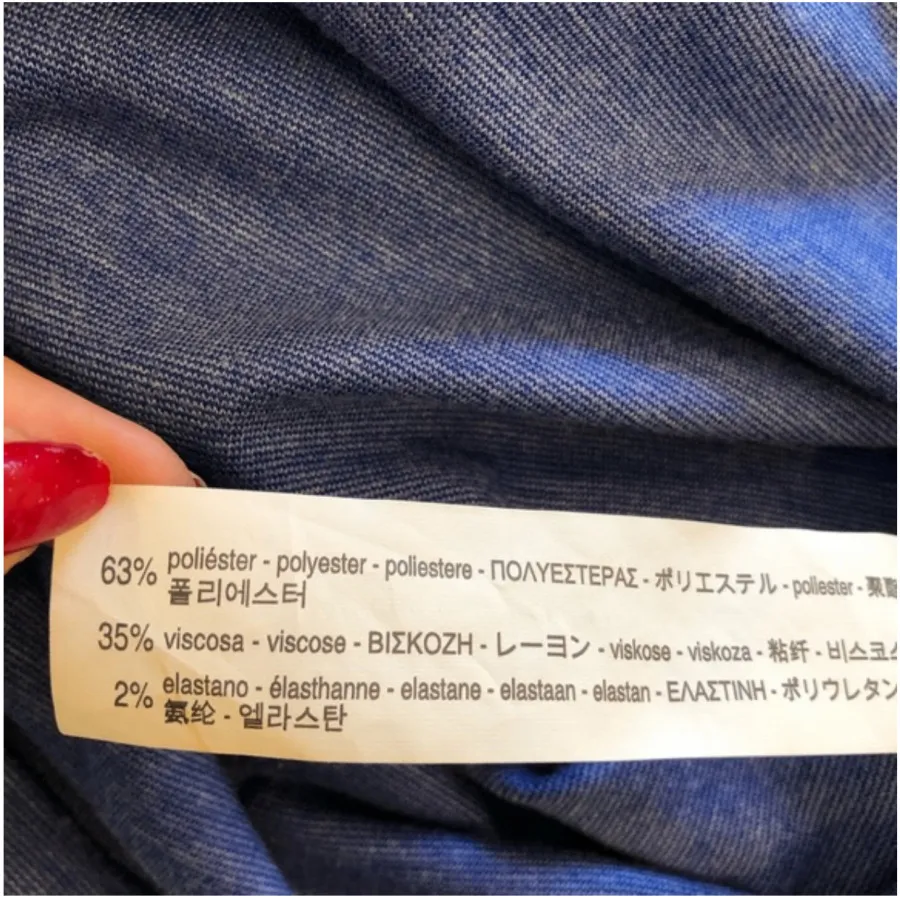 63% poliéster - polyester - poliestere - ΠΟΛΥΕΣΤΕΡΑΣ - ポリエステル - poliester - 聚酯
폴리에스터
35% viscosa - viscose - ΒΙΣΚΟΖΗ - レーヨン - viskose - viskoza - 粘纤 - 비스코스
2% elastano - élasthanne - elastane - elastaan - elastan - ΕΛΑΣΤΙΝΗ - ポリウレタン
氨纶 - 엘라스탄